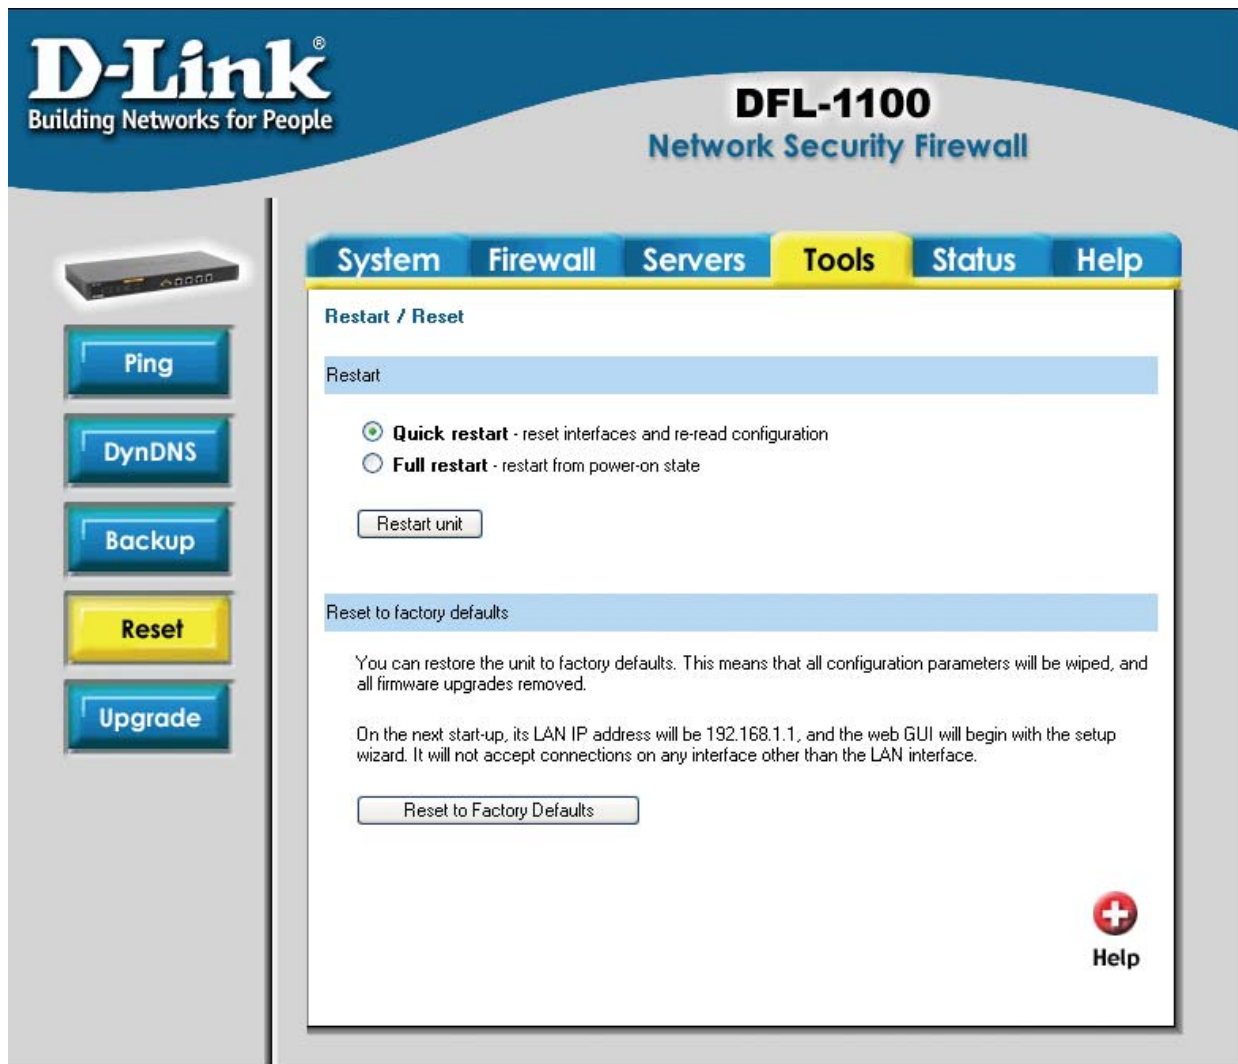 D-Link®
Building Networks for People
DFL-1100
Network Security Firewall
System Firewall Servers Tools Status Help
Ping
DynDNS
Backup
Reset
Upgrade
Restart / Reset
Restart
Quick restart - reset interfaces and re-read configuration
Full restart - restart from power-on state
Restart unit
Reset to factory defaults
You can restore the unit to factory defaults. This means that all configuration parameters will be wiped, and
all firmware upgrades removed.
On the next start-up, its LAN IP address will be 192.168.1.1, and the web GUI will begin with the setup
wizard. It will not accept connections on any interface other than the LAN interface.
Reset to Factory Defaults
Help